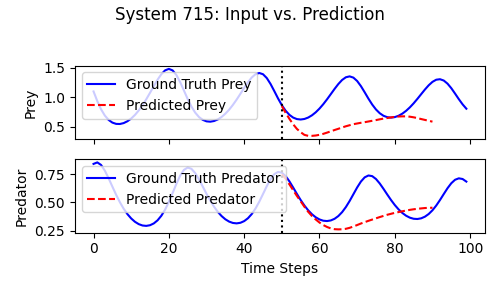 System 715: Input vs. Prediction
1.5
1.0
0.5
Prey
Ground Truth Prey
Predicted Prey
0.75
0.50
0.25
Predator
Ground Truth Predator
Predicted Predator
0 20 40 60 80 100
Time Steps